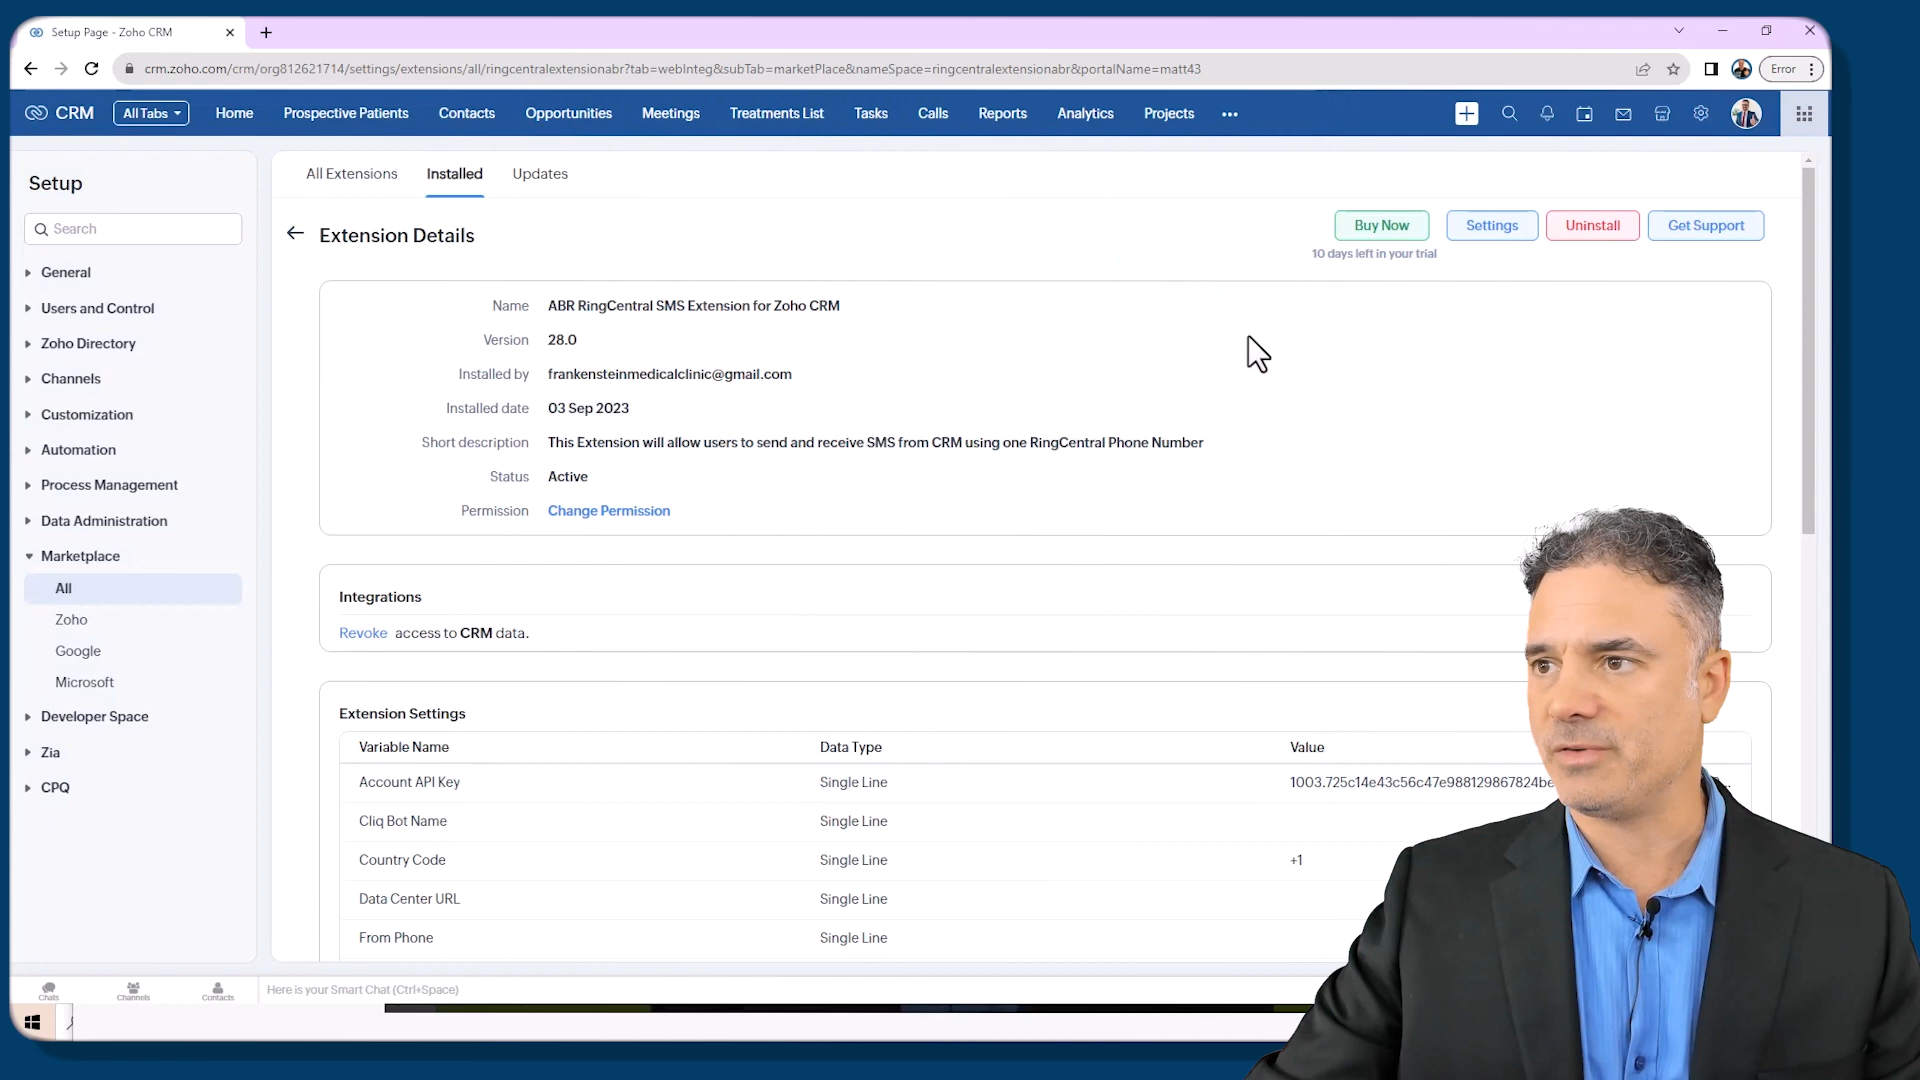 Setup Page - Zoho CRM
crm.zoho.com/crm/org812621714/settings/extensions/all/ringcentralextensionabr?tab=webInteg&subTab=marketPlace&nameSpace=ringcentralextensionabr&portalName=matt43
Error
CRM
All Tabs
Home
Prospective Patients
Contacts
Opportunities
Meetings
Treatments List
Tasks
Calls
Reports
Analytics
Projects
Setup
Search
General
Users and Control
Zoho Directory
Channels
Customization
Automation
Process Management
Data Administration
Marketplace
All
Zoho
Google
Microsoft
Developer Space
Zia
CPQ
All Extensions
Installed
Updates
Extension Details
Buy Now
Settings
Uninstall
Get Support
10 days left in your trial
Name ABR RingCentral SMS Extension for Zoho CRM
Version 28.0
Installed by frankensteinmedicalclinic@gmail.com
Installed date 03 Sep 2023
Short description This Extension will allow users to send and receive SMS from CRM using one RingCentral Phone Number
Status Active
Permission Change Permission
Integrations
Revoke access to CRM data.
Extension Settings
Variable Name Data Type Value
Account API Key Single Line 1003.725c14e43c56c47e988129867824be
Cliq Bot Name Single Line
Country Code Single Line +1
Data Center URL Single Line
From Phone Single Line
Chats
Channels
Contacts
Here is your Smart Chat (Ctrl+Space)